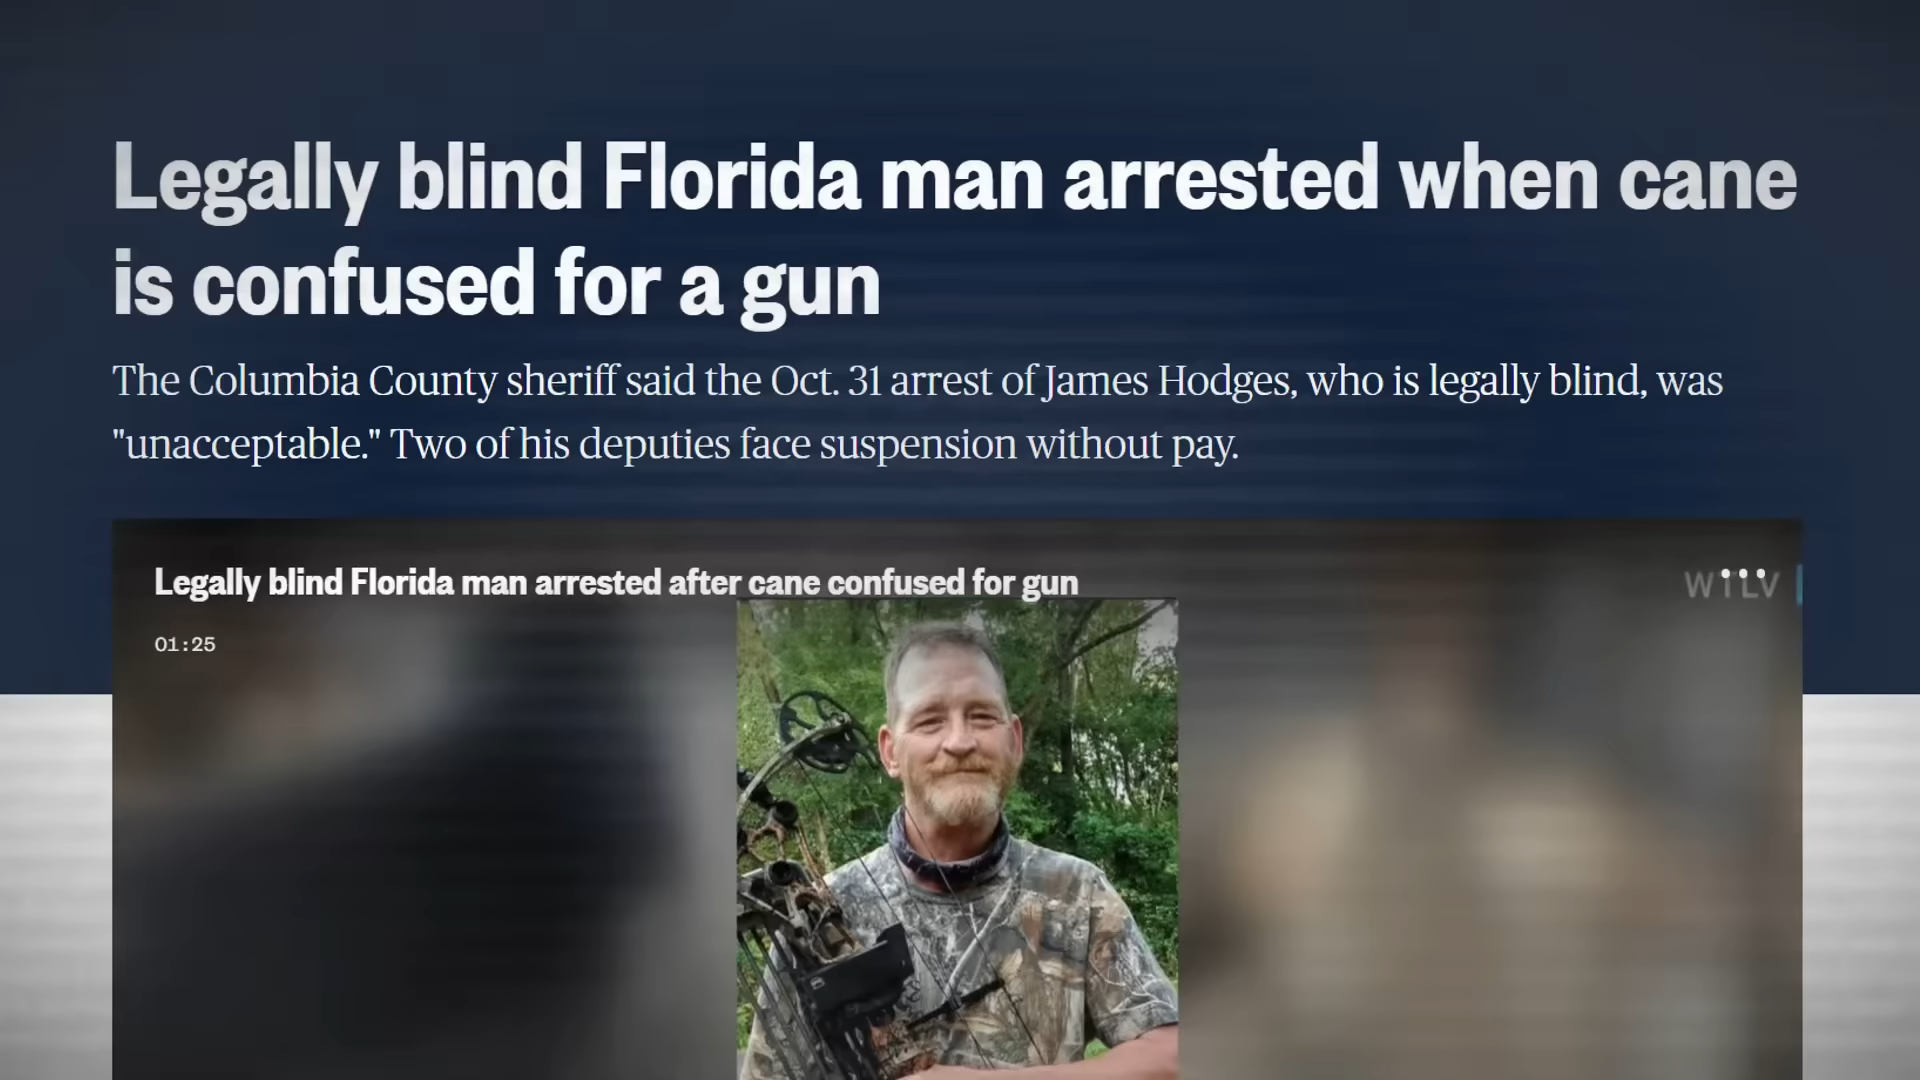 Legally blind Florida man arrested when cane
is confused for a gun
The Columbia County sheriff said the Oct. 31 arrest of James Hodges, who is legally blind, was
"unacceptable." Two of his deputies face suspension without pay.
Legally blind Florida man arrested after cane confused for gun
WTLV
01:25